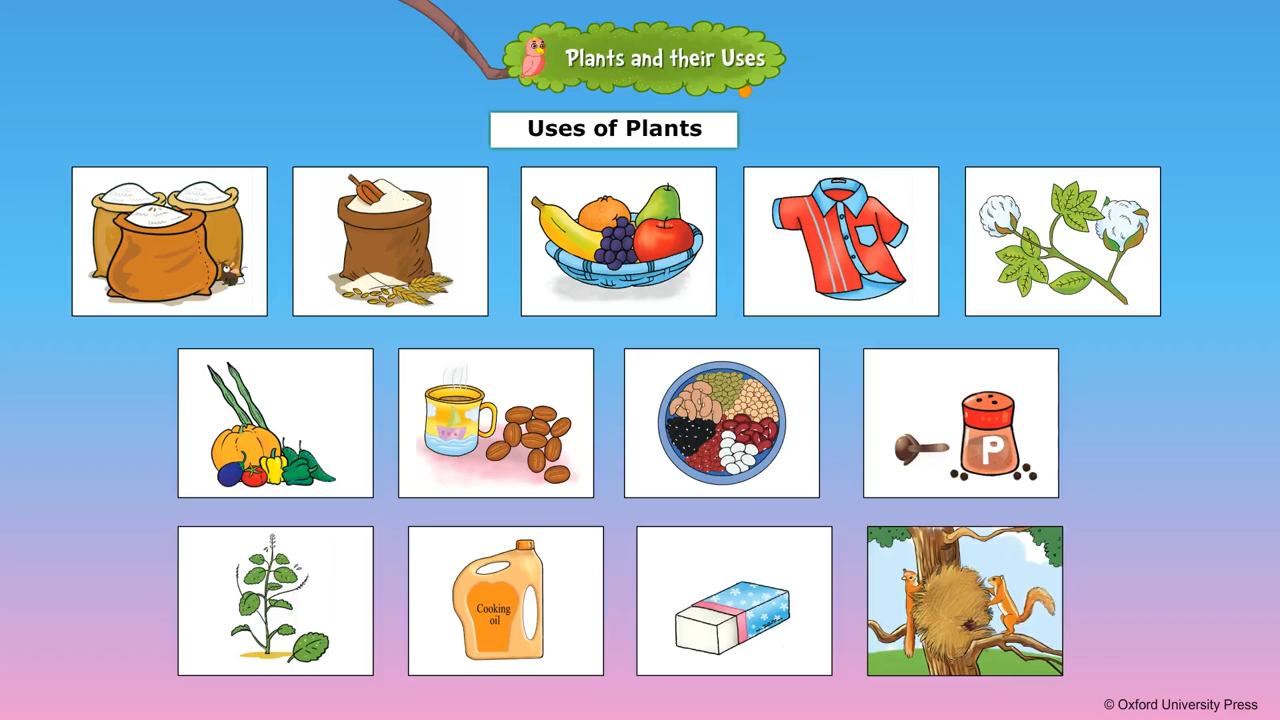 Plants and their Uses
Uses of Plants
P
Cooking
oil
© Oxford University Press